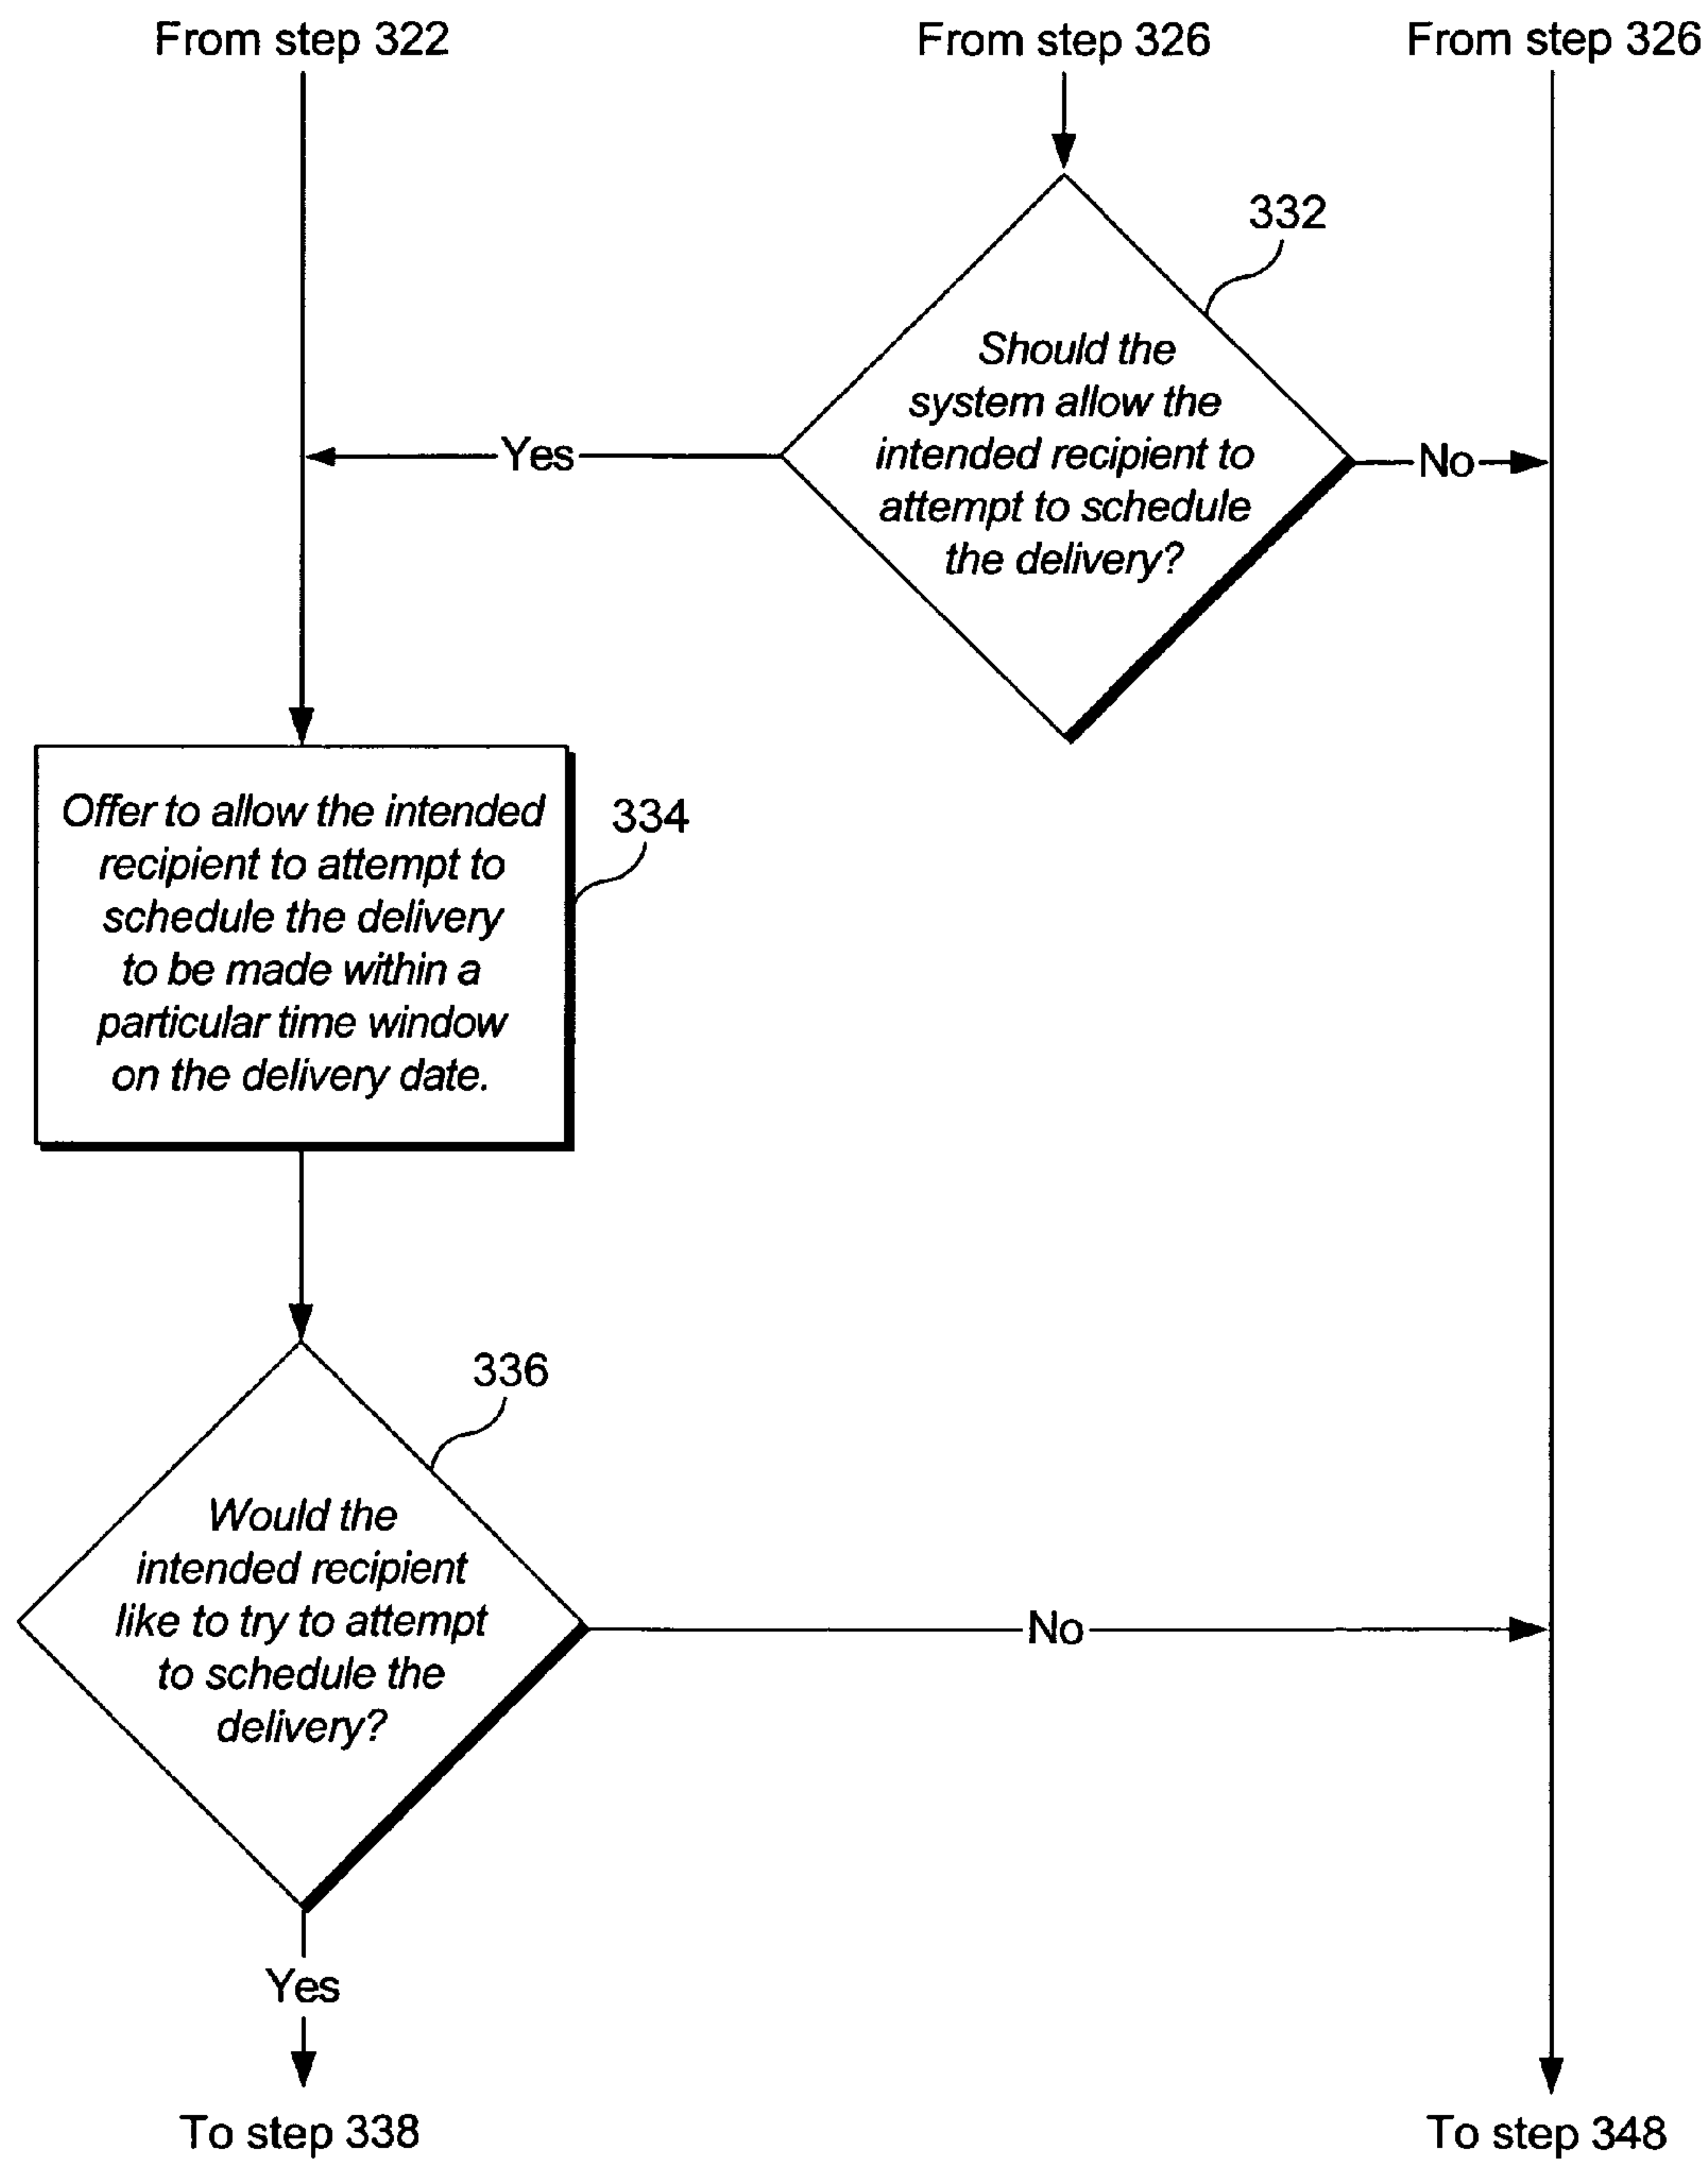 From step 322
From step 326
From step 326
332
Should the
system allow the
intended recipient to
attempt to schedule
the delivery?
Yes
No
Offer to allow the intended
recipient to attempt to
schedule the delivery
to be made within a
particular time window
on the delivery date.
334
336
Would the
intended recipient
like to try to attempt
to schedule the
delivery?
No
Yes
To step 338
To step 348